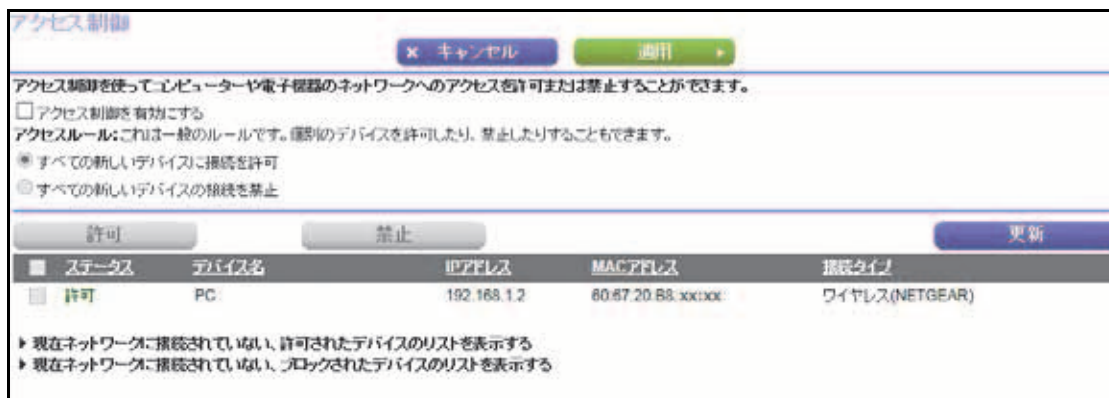 アクセス制御
× キャンセル
適用
アクセス制御を使ってコンピューターや電子機器のネットワークへのアクセスを許可または禁止することができます。
アクセス制御を有効にする
アクセスルール:これは一般のルールです。個別のデバイスを許可したり、禁止したりすることもできます。
すべての新しいデバイスに接続を許可
すべての新しいデバイスの接続を禁止
許可 禁止 更新
ステータス デバイス名 IPアドレス MACアドレス 接続タイプ
許可 PC 192.168.1.2 60:67:20:B8:xx:xx: ワイヤレス(NETGEAR)
現在ネットワークに接続されていない、許可されたデバイスのリストを表示する
現在ネットワークに接続されていない、ブロックされたデバイスのリストを表示する